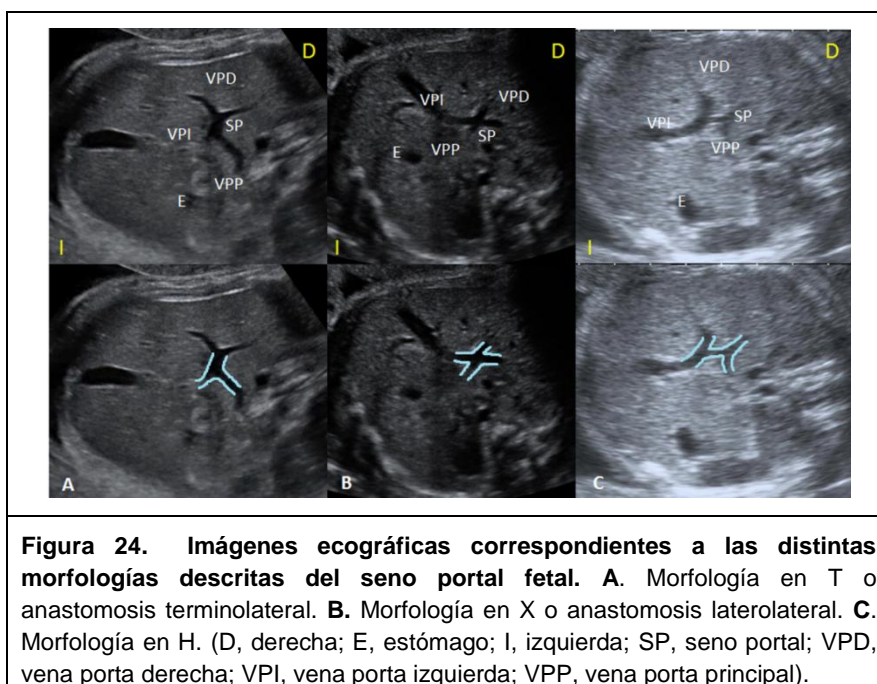 D
VPD
SP
VPI
VPP
E
I
D
VPI
VPD
SP
VPP
E
I
D
VPD
VPI
SP
VPP
E
I
A
B
C
Figura 24. Imágenes ecográficas correspondientes a las distintas
morfologías descritas del seno portal fetal. A. Morfología en T o
anastomosis terminolateral. B. Morfología en X o anastomosis laterolateral. C.
Morfología en H. (D, derecha; E, estómago; I, izquierda; SP, seno portal; VPD,
vena porta derecha; VPI, vena porta izquierda; VPP, vena porta principal).